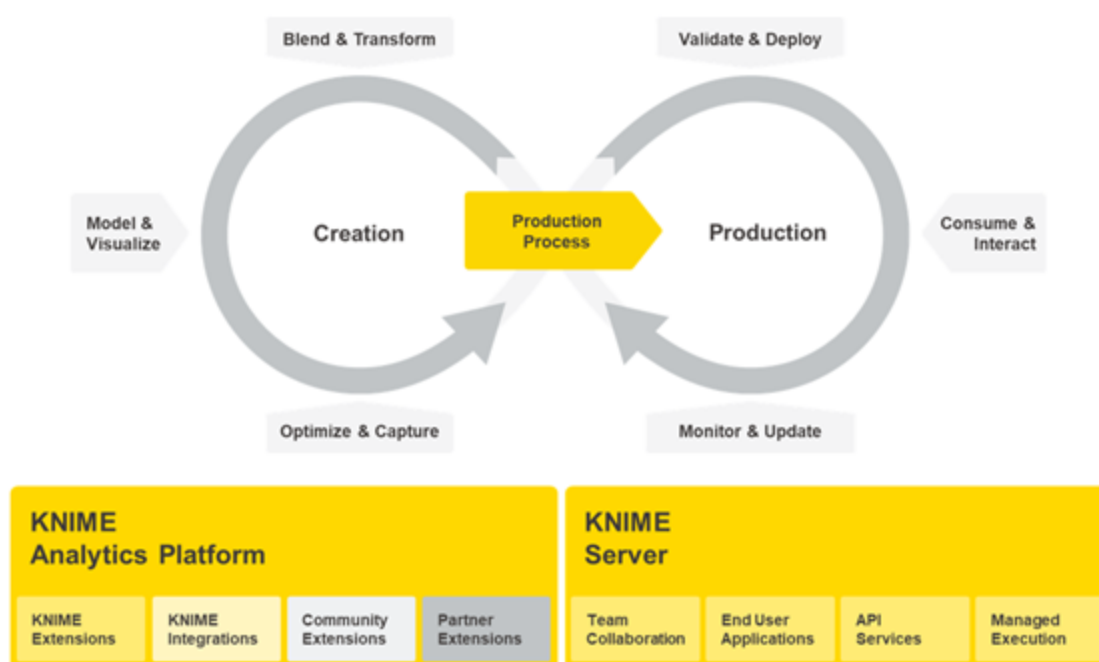 Blend & Transform
Validate & Deploy
Model &
Visualize
Creation
Production
Process
Production
Consume &
Interact
Optimize & Capture
Monitor & Update
KNIME
Analytics Platform
KNIME
Extensions
KNIME
Integrations
Community
Extensions
Partner
Extensions
KNIME
Server
Team
Collaboration
End User
Applications
API
Services
Managed
Execution